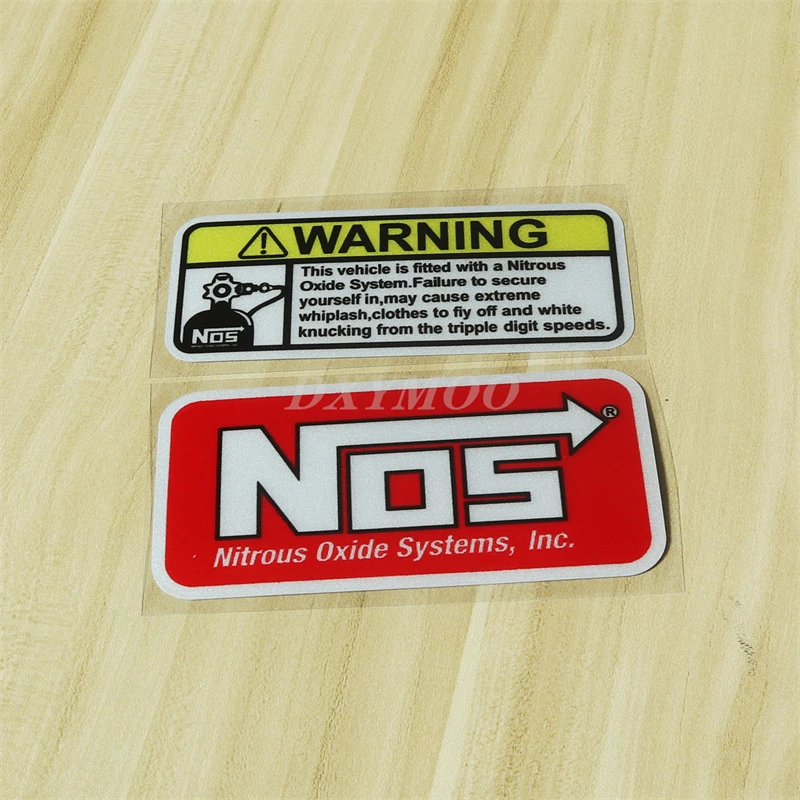 WARNING
This vehicle is fitted with a Nitrous
Oxide System.Failure to secure
yourself in,may cause extreme
whiplash,clothes to fiy off and white
knucking from the tripple digit speeds.
NOS
DXYMOO
NOS®
Nitrous Oxide Systems, Inc.